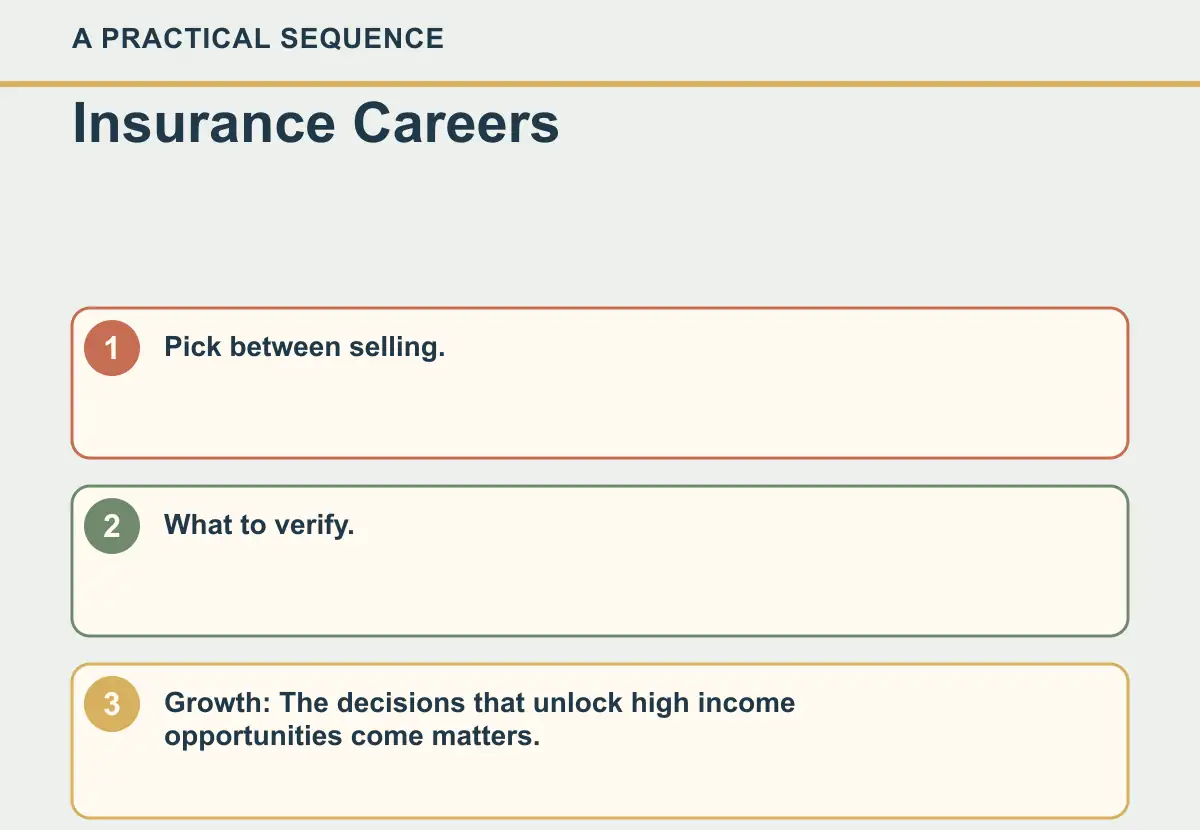 A PRACTICAL SEQUENCE
Insurance Careers
1
Pick between selling.
2
What to verify.
3
Growth: The decisions that unlock high income
opportunities come matters.